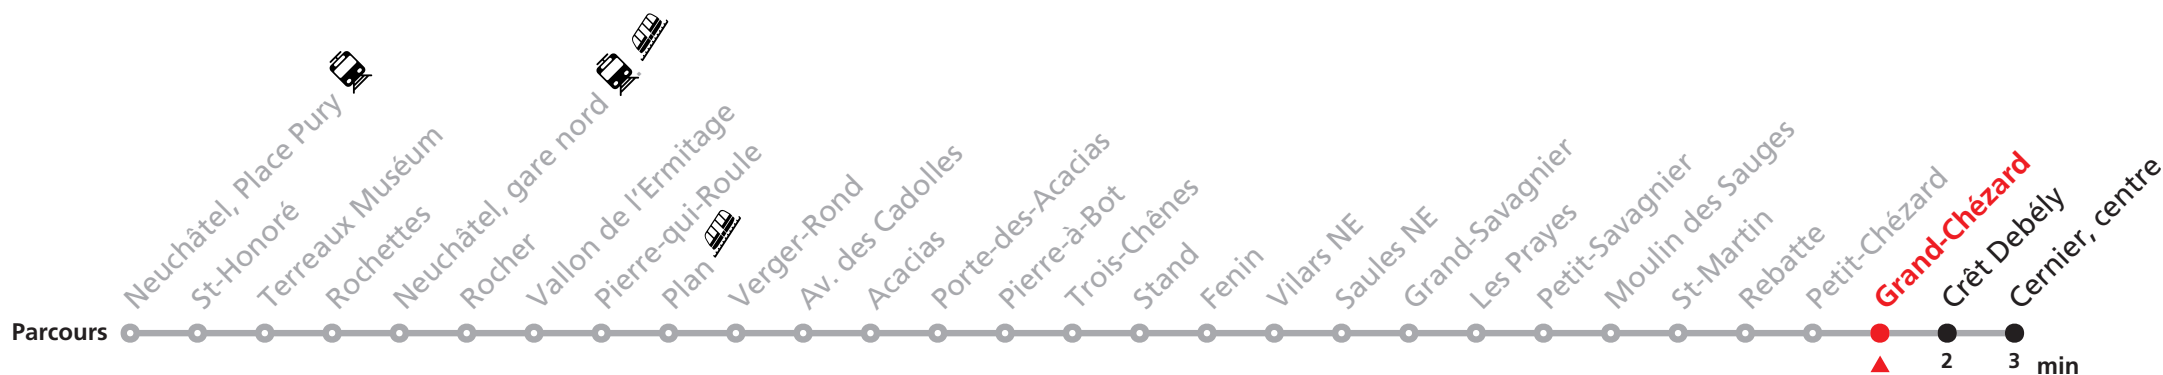 Neuchâtel, Place Pury
St-Honoré
Terreaux Muséum
Rochettes
Neuchâtel, gare nord
Rocher
Vallon de l'Ermitage
Pierre-qui-Roule
Plan
Verger-Rond
Av. des Cadolles
Acacias
Porte-des-Acacias
Pierre-à-Bot
Trois-Chênes
Stand
Fenin
Vilars NE
Saules NE
Grand-Savagnier
Les Prayes
Petit-Savagnier
Moulin des Sauges
St-Martin
Rebatte
Petit-Chézard
Grand-Chézard
Crêt Debély
Cernier, centre
Parcours
2 3 min